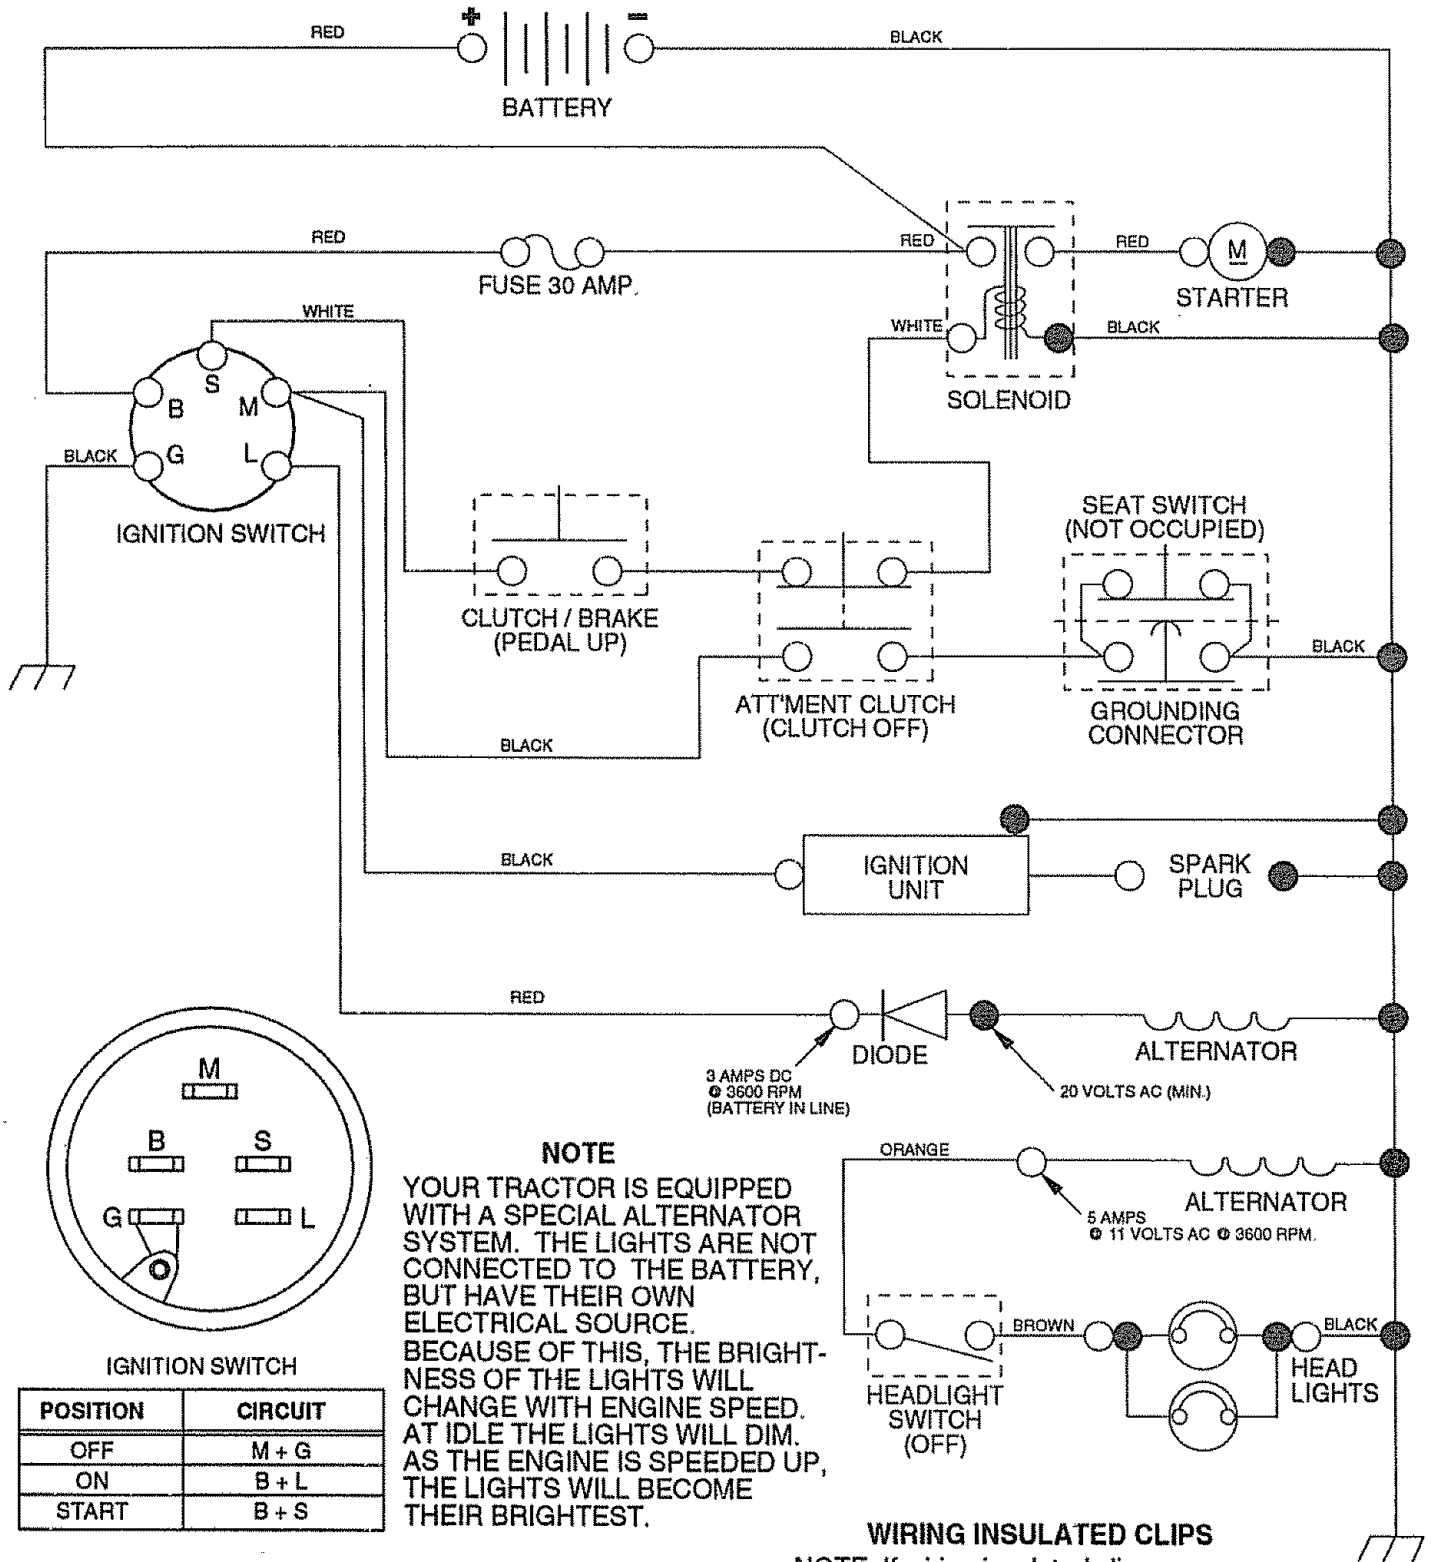 + -
RED
BLACK
BATTERY
RED
RED
RED
M
FUSE 30 AMP.
STARTER
WHITE
WHITE
BLACK
S
B
M
SOLENOID
BLACK
G
L
IGNITION SWITCH
SEAT SWITCH
(NOT OCCUPIED)
CLUTCH / BRAKE
(PEDAL UP)
BLACK
ATT'MENT CLUTCH
(CLUTCH OFF)
GROUNDING
CONNECTOR
BLACK
BLACK
IGNITION
UNIT
SPARK
PLUG
RED
DIODE
ALTERNATOR
3 AMPS DC
@ 3600 RPM
(BATTERY IN LINE)
20 VOLTS AC (MIN.)
M
B
S
G
L
IGNITION SWITCH
POSITION CIRCUIT
OFF M + G
ON B + L
START B + S
NOTE
YOUR TRACTOR IS EQUIPPED
WITH A SPECIAL ALTERNATOR
SYSTEM. THE LIGHTS ARE NOT
CONNECTED TO THE BATTERY,
BUT HAVE THEIR OWN
ELECTRICAL SOURCE.
BECAUSE OF THIS, THE BRIGHT-
NESS OF THE LIGHTS WILL
CHANGE WITH ENGINE SPEED.
AT IDLE THE LIGHTS WILL DIM.
AS THE ENGINE IS SPEEDED UP,
THE LIGHTS WILL BECOME
THEIR BRIGHTEST.
ORANGE
ALTERNATOR
5 AMPS
@ 11 VOLTS AC @ 3600 RPM.
BROWN
BLACK
HEADLIGHT
SWITCH
(OFF)
HEAD
LIGHTS
WIRING INSULATED CLIPS